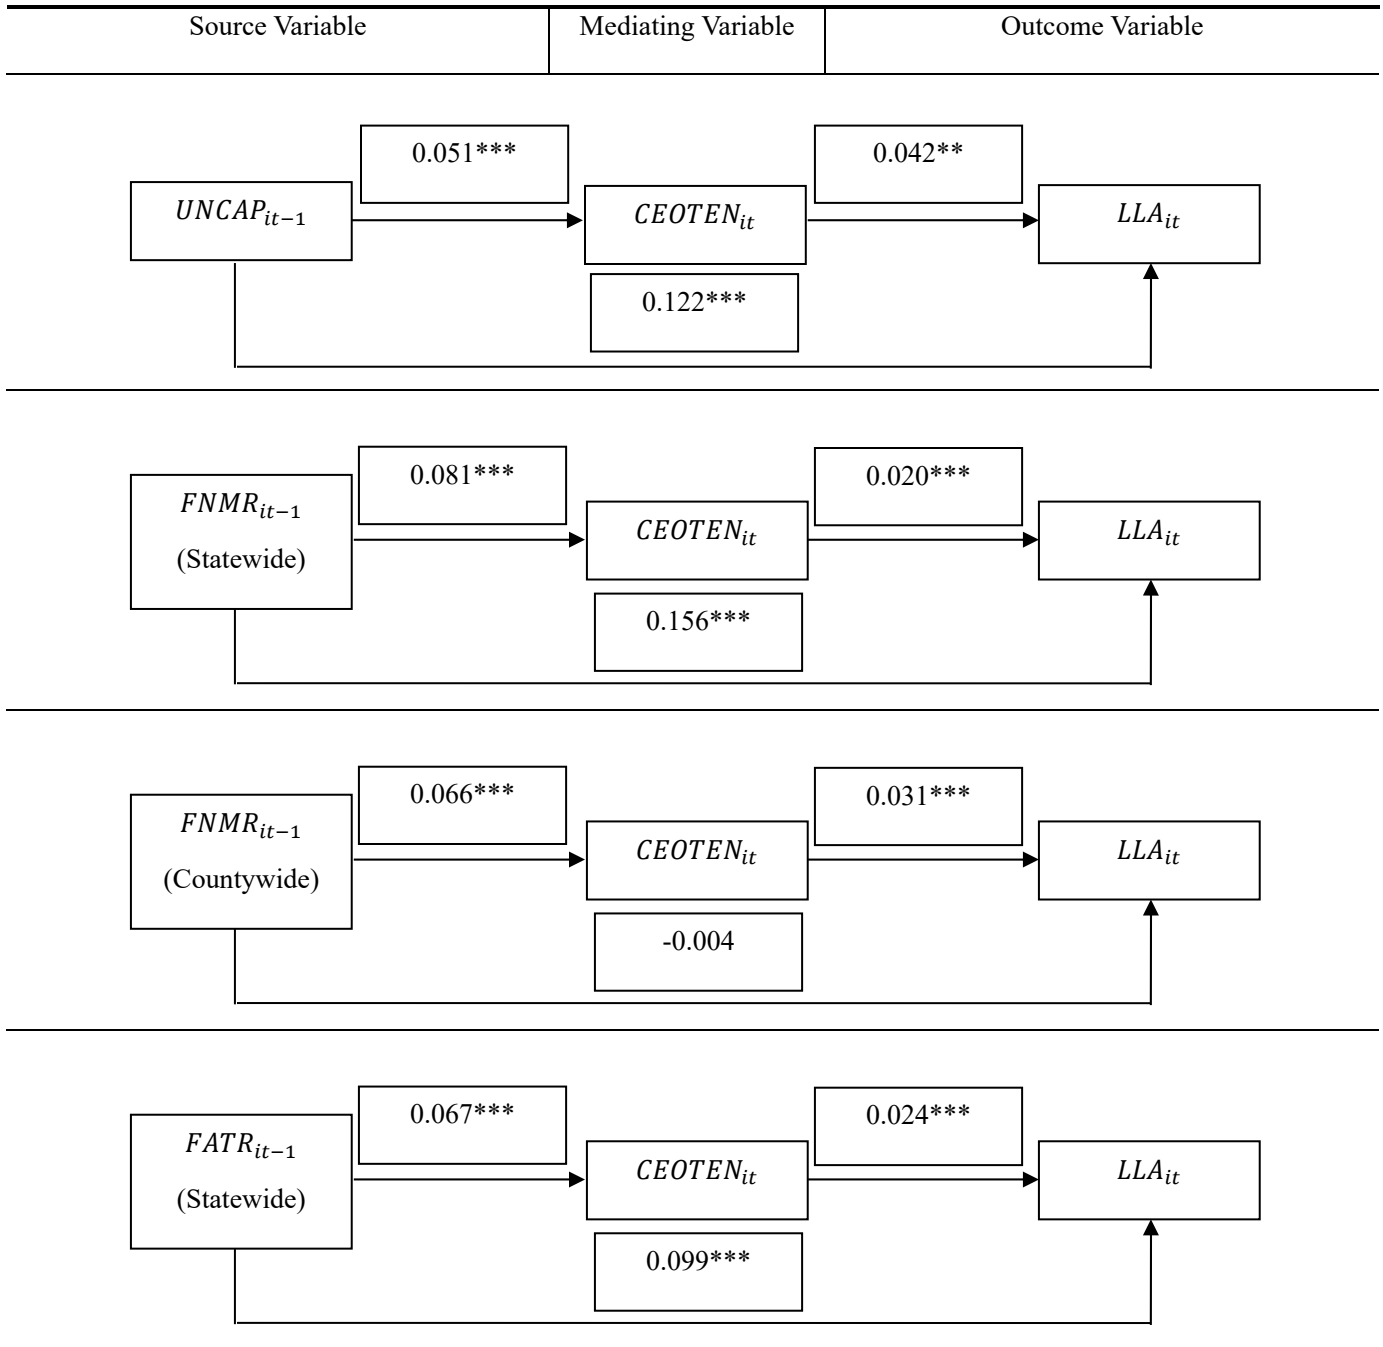 Source Variable Mediating Variable Outcome Variable
0.051*** 0.042**
UNCAP_{it−1} CEOTEN_{it} LLA_{it}
0.122***
0.081*** 0.020***
FNMR_{it−1}
(Statewide)
CEOTEN_{it} LLA_{it}
0.156***
0.066*** 0.031***
FNMR_{it−1}
(Countywide)
CEOTEN_{it} LLA_{it}
-0.004
0.067*** 0.024***
FATR_{it−1}
(Statewide)
CEOTEN_{it} LLA_{it}
0.099***